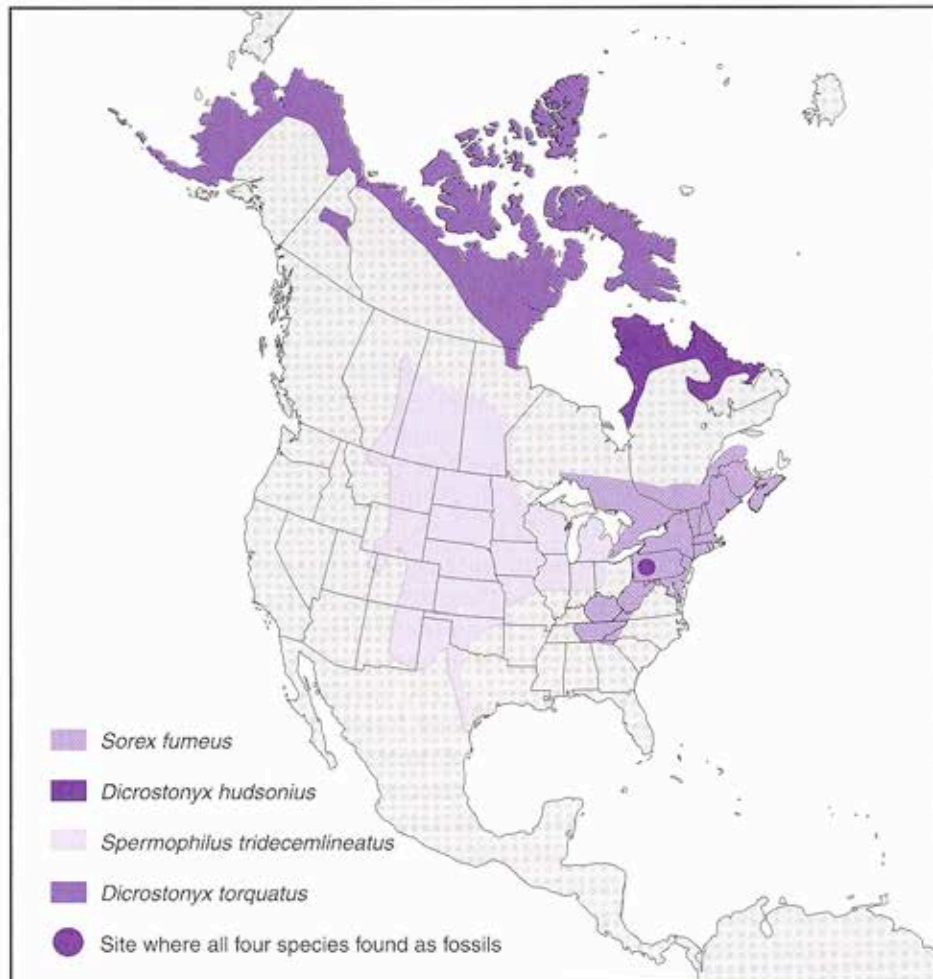 Sorex fumeus
Dicrostonyx hudsonius
Spermophilus tridecemlineatus
Dicrostonyx torquatus
Site where all four species found as fossils